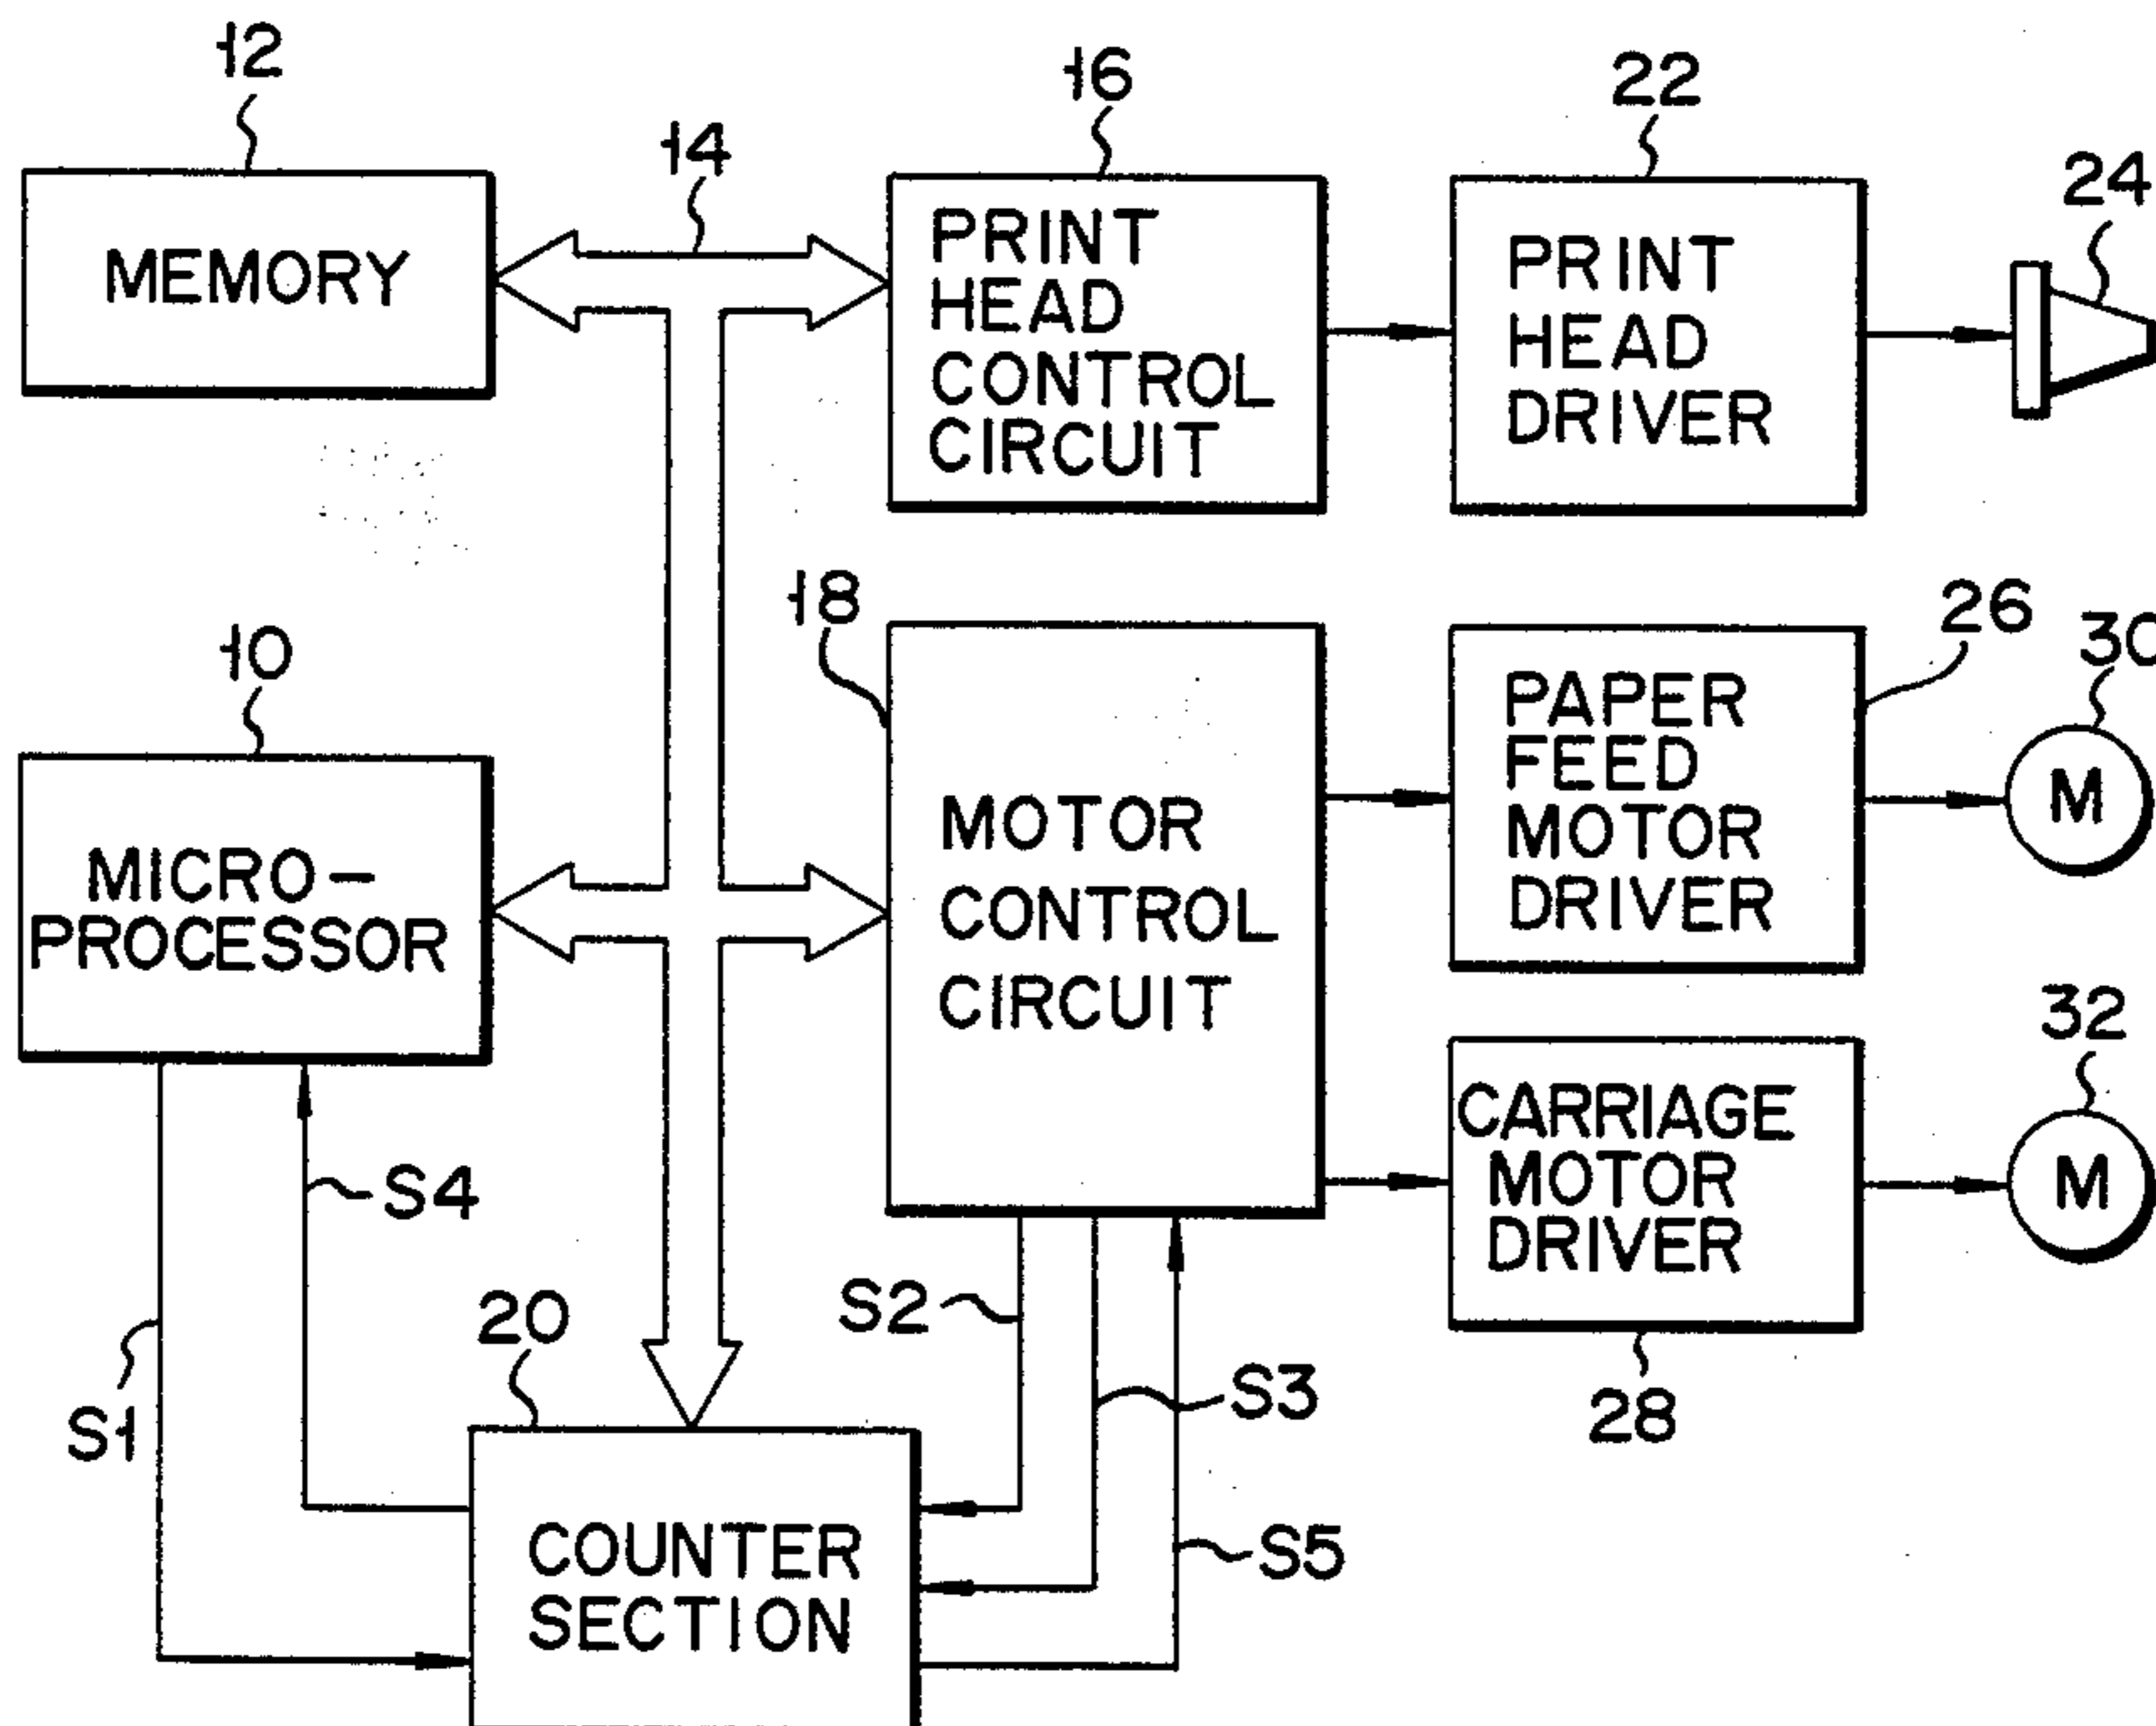 12
16
22
14
24
MEMORY
PRINT
HEAD
CONTROL
CIRCUIT
PRINT
HEAD
DRIVER
18
26
30
10
PAPER
FEED
MOTOR
DRIVER
M
MICRO-
PROCESSOR
MOTOR
CONTROL
CIRCUIT
32
CARRIAGE
MOTOR
DRIVER
M
S4
S2
20
S3
28
S1
S5
COUNTER
SECTION